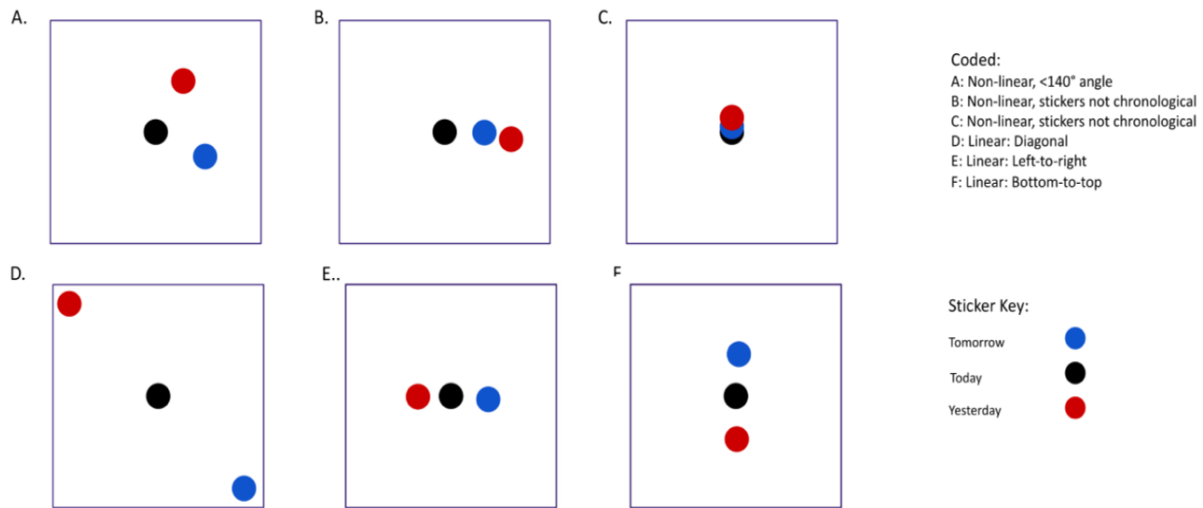 A.
B.
C.
Coded:
A: Non-linear, <140° angle
B: Non-linear, stickers not chronological
C: Non-linear, stickers not chronological
D: Linear: Diagonal
E: Linear: Left-to-right
F: Linear: Bottom-to-top
D.
E..
F
Sticker Key:
Tomorrow
Today
Yesterday